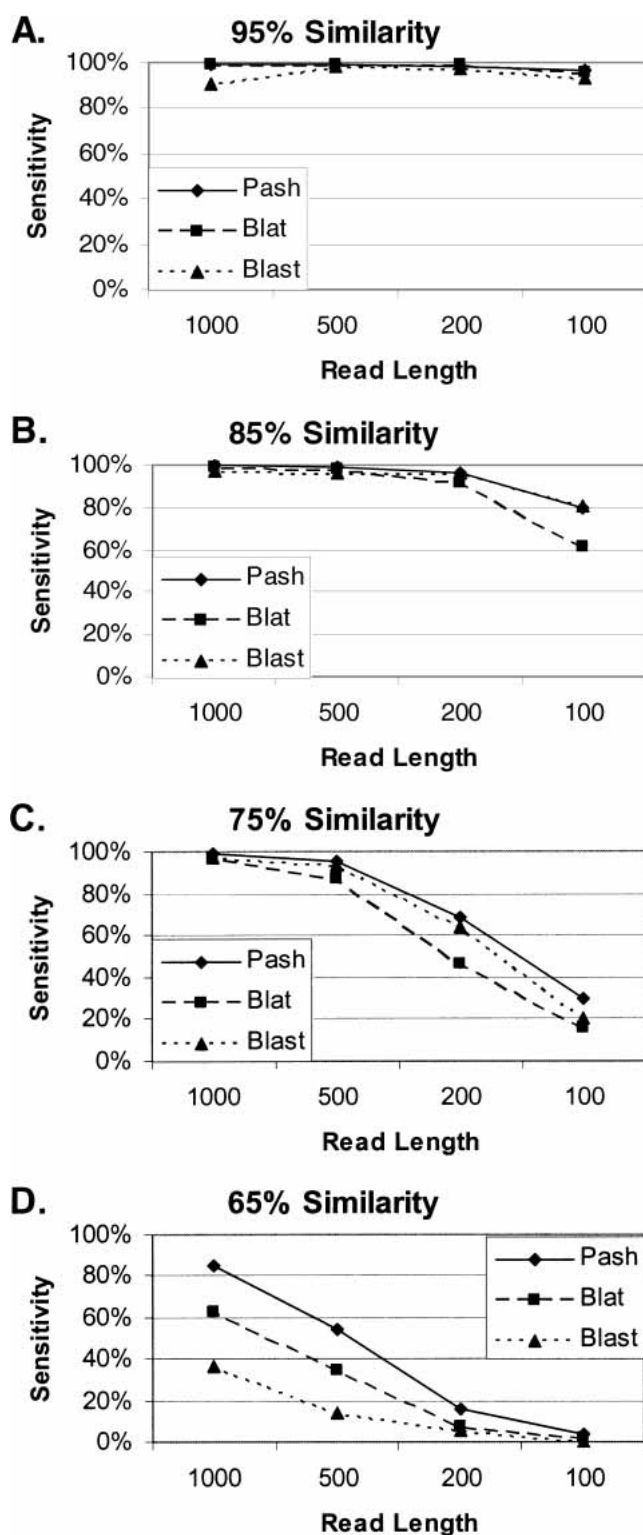 A. 95% Similarity
100%
80%
60%
40%
20%
0%
Sensitivity
Pash
Blat
Blast
1000 500 200 100
Read Length
B. 85% Similarity
100%
80%
60%
40%
20%
0%
Sensitivity
Pash
Blat
Blast
1000 500 200 100
Read Length
C. 75% Similarity
100%
80%
60%
40%
20%
0%
Sensitivity
Pash
Blat
Blast
1000 500 200 100
Read Length
D. 65% Similarity
100%
80%
60%
40%
20%
0%
Sensitivity
Pash
Blat
Blast
1000 500 200 100
Read Length